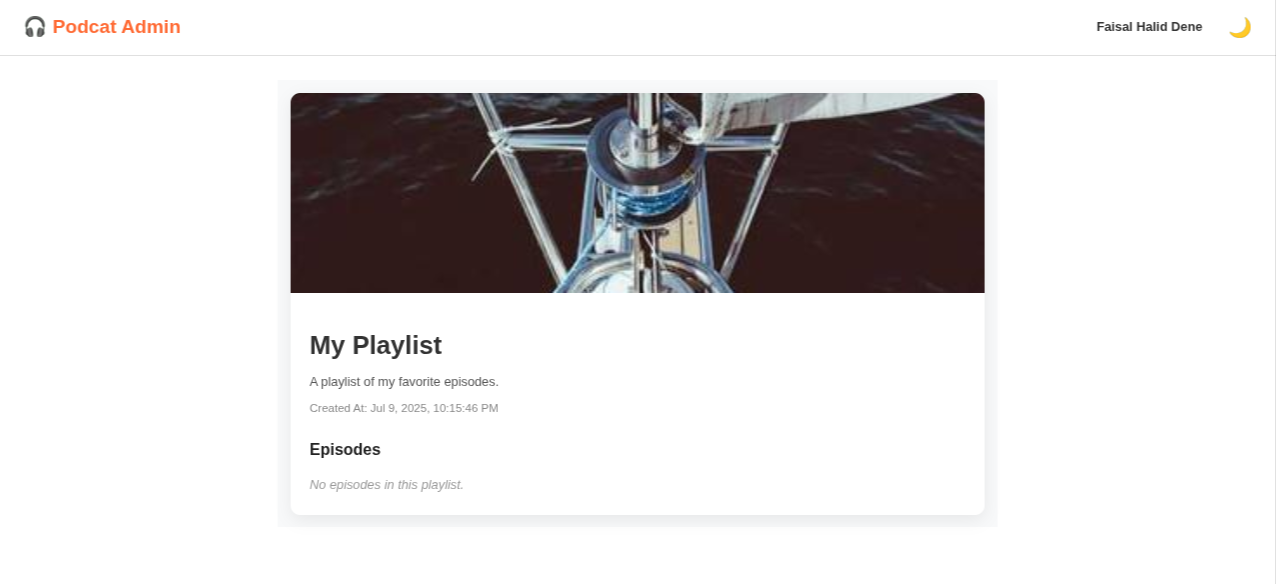 🎧 Podcat Admin
Faisal Halid Dene 🌙
My Playlist
A playlist of my favorite episodes.
Created At: Jul 9, 2025, 10:15:46 PM
Episodes
No episodes in this playlist.